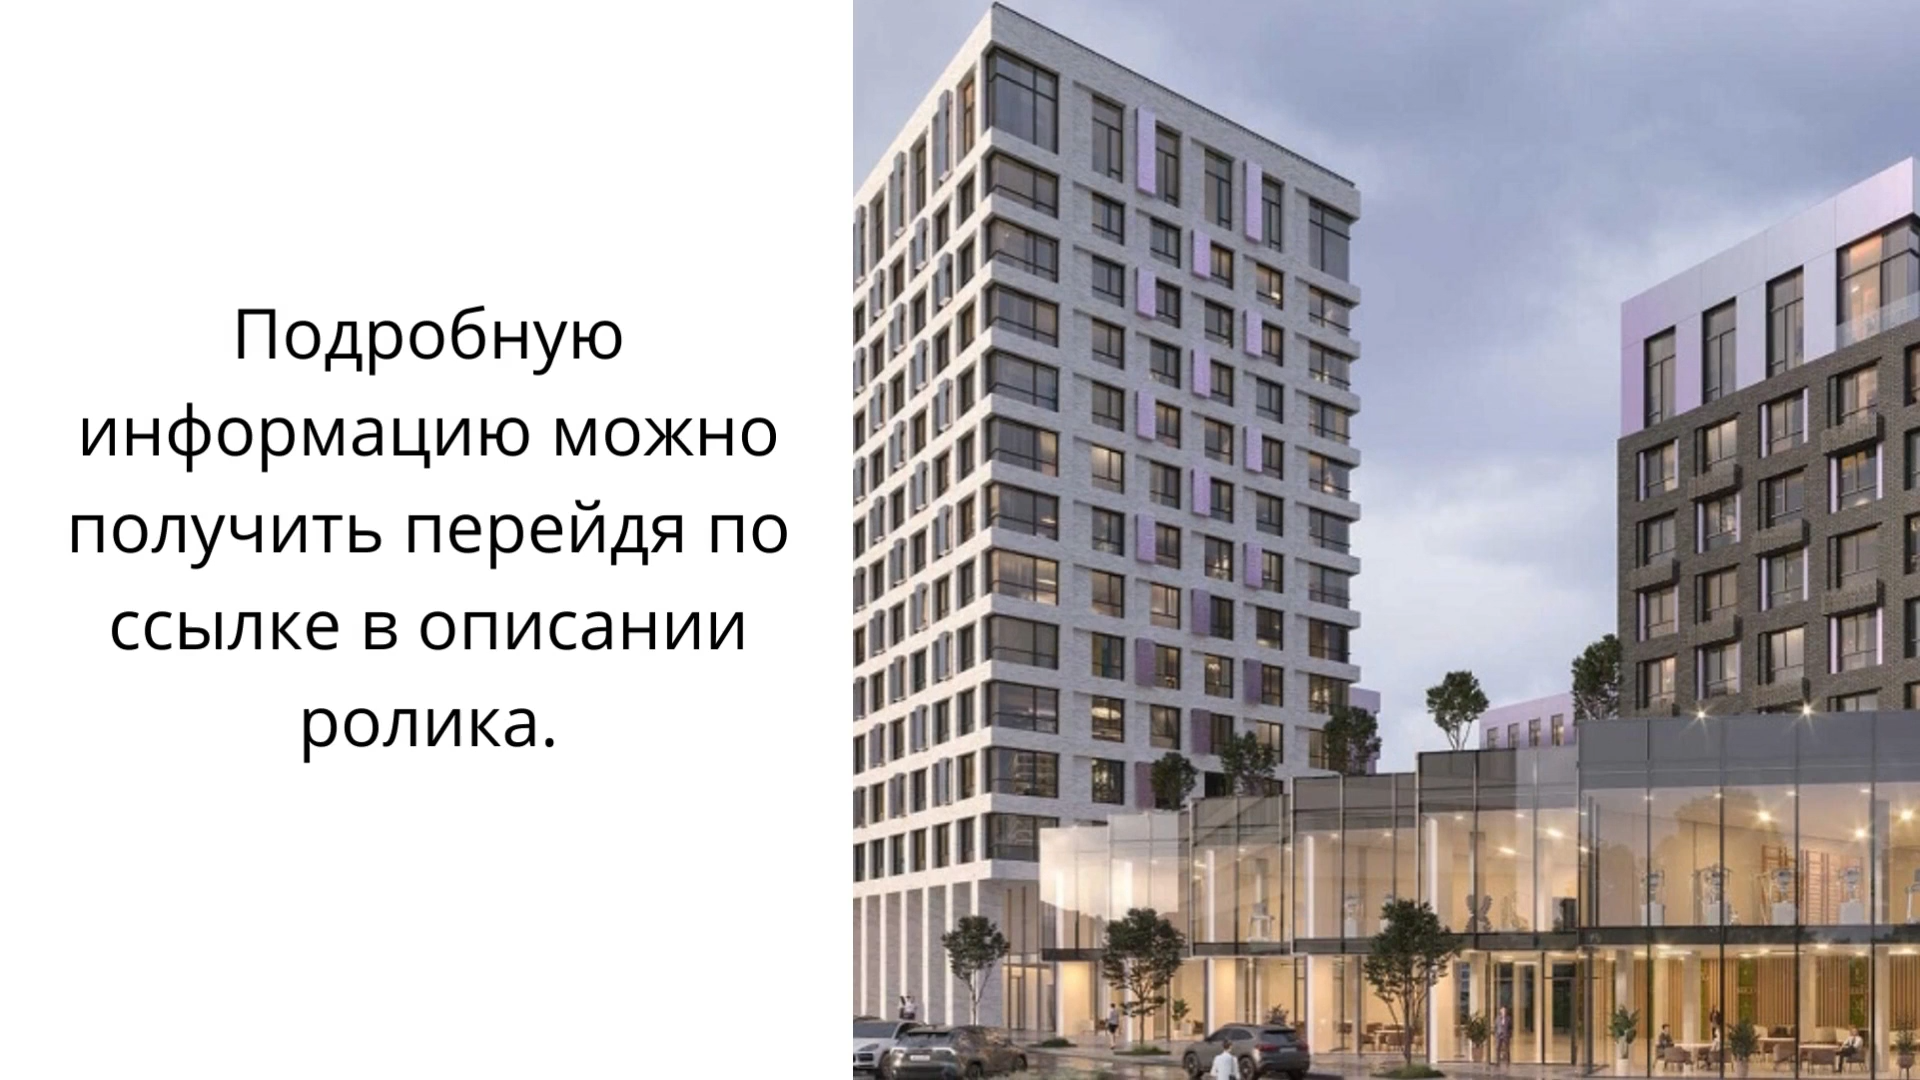 Подробную
информацию можно
получить перейдя по
ссылке в описании
ролика.